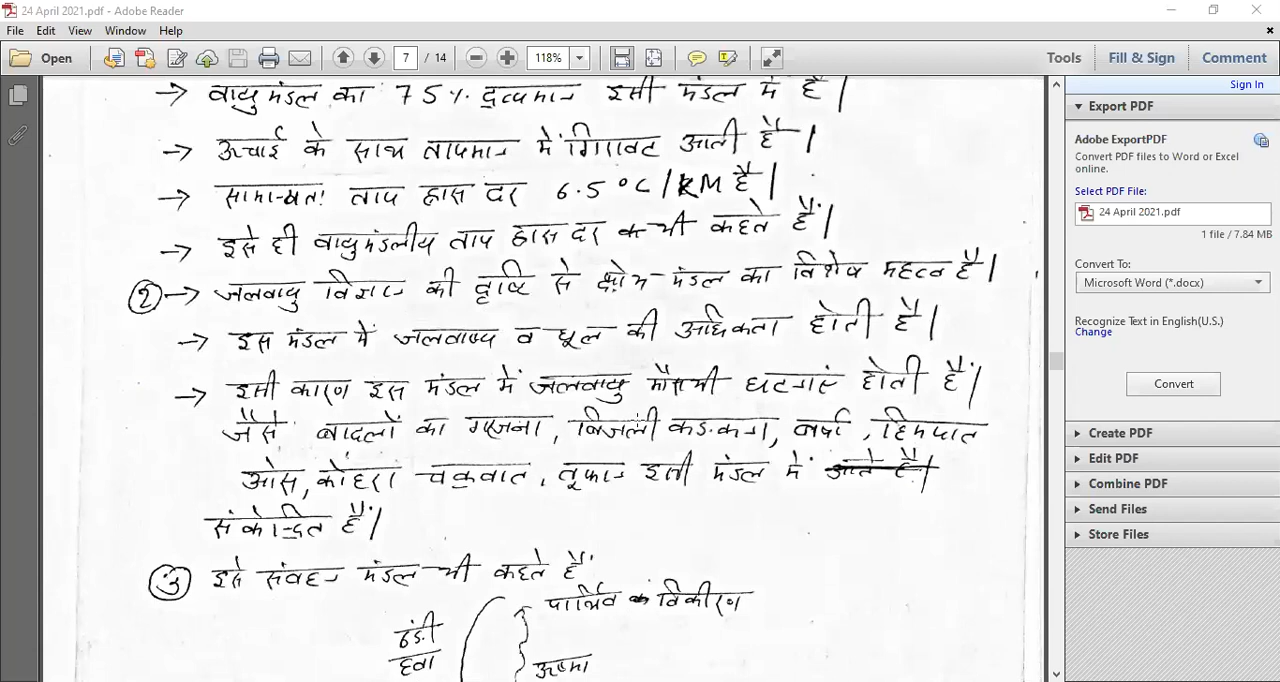 24 April 2021.pdf - Adobe Reader
File Edit View Window Help
Open 7 / 14 118% Tools Fill & Sign Comment
Sign In
→ वायुमंडल का 75% द्रव्यमान इसी मंडल में है|
→ ऊचाई के साथ तापमान में गिरावट आती है|
→ सामान्यतः ताप ह्रास दर 6.5°C/KM है|
→ इसे ही वायुमंडलीय ताप ह्रास दर भी कहते हैं|
② → जलवायु विज्ञान की दृष्टि से क्षोभ मंडल का विशेष महत्व है|
→ इस मंडल में जलवाष्प व धूल की अधिकता होती है|
→ इसी कारण इस मंडल में जलवायु मौसमी घटनाएं होती हैं|
जैसे बादलों का गरजना, बिजली कड़कना, वर्षा, हिमपात
ओस, कोहरा चक्रवात, तूफान इसी मंडल में आते हैं|
संकेन्द्रित हैं|
③ इसे संवहन मंडल भी कहते हैं
पार्थिव विकीरण
ठंडी
हवा
ऊष्मा
Export PDF
Adobe ExportPDF
Convert PDF files to Word or Excel
online.
Select PDF File:
24 April 2021.pdf
1 file / 7.84 MB
Convert To:
Microsoft Word (*.docx)
Recognize Text in English(U.S.)
Change
Convert
Create PDF
Edit PDF
Combine PDF
Send Files
Store Files